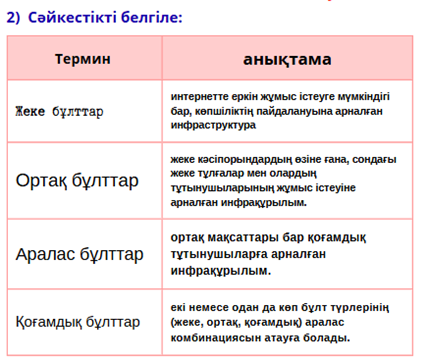 2) Сәйкестікті белгіле:
Термин
анықтама
Жеке бұлттар
интернетте еркін жұмыс істеуге мүмкіндігі
бар, көпшіліктің пайдалануына арналған
инфраструктура
Ортақ бұлттар
жеке кәсіпорындардың өзіне ғана, сондағы
жеке тұлғалар мен олардың
тұтынушыларының жұмыс істеуіне
арналған инфрақұрылым.
Аралас бұлттар
ортақ мақсаттары бар қоғамдық
тұтынушыларға арналған
инфрақұрылым.
Қоғамдық бұлттар
екі немесе одан да көп бұлт түрлерінің
(жеке, ортақ, қоғамдық) аралас
комбинациясын атауға болады.